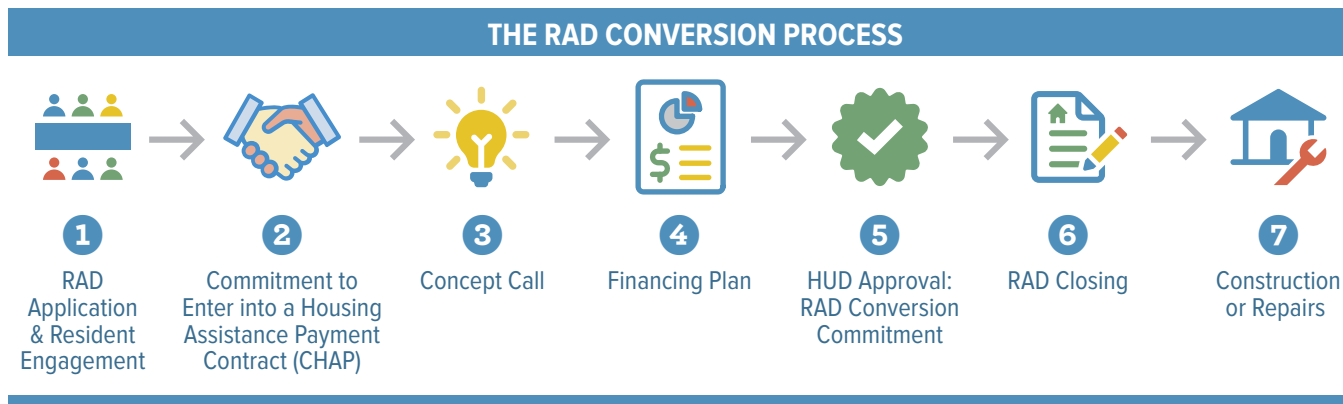 THE RAD CONVERSION PROCESS
1
RAD
Application
& Resident
Engagement
2
Commitment to
Enter into a Housing
Assistance Payment
Contract (CHAP)
3
Concept Call
$
4
Financing Plan
5
HUD Approval:
RAD Conversion
Commitment
6
RAD Closing
7
Construction
or Repairs